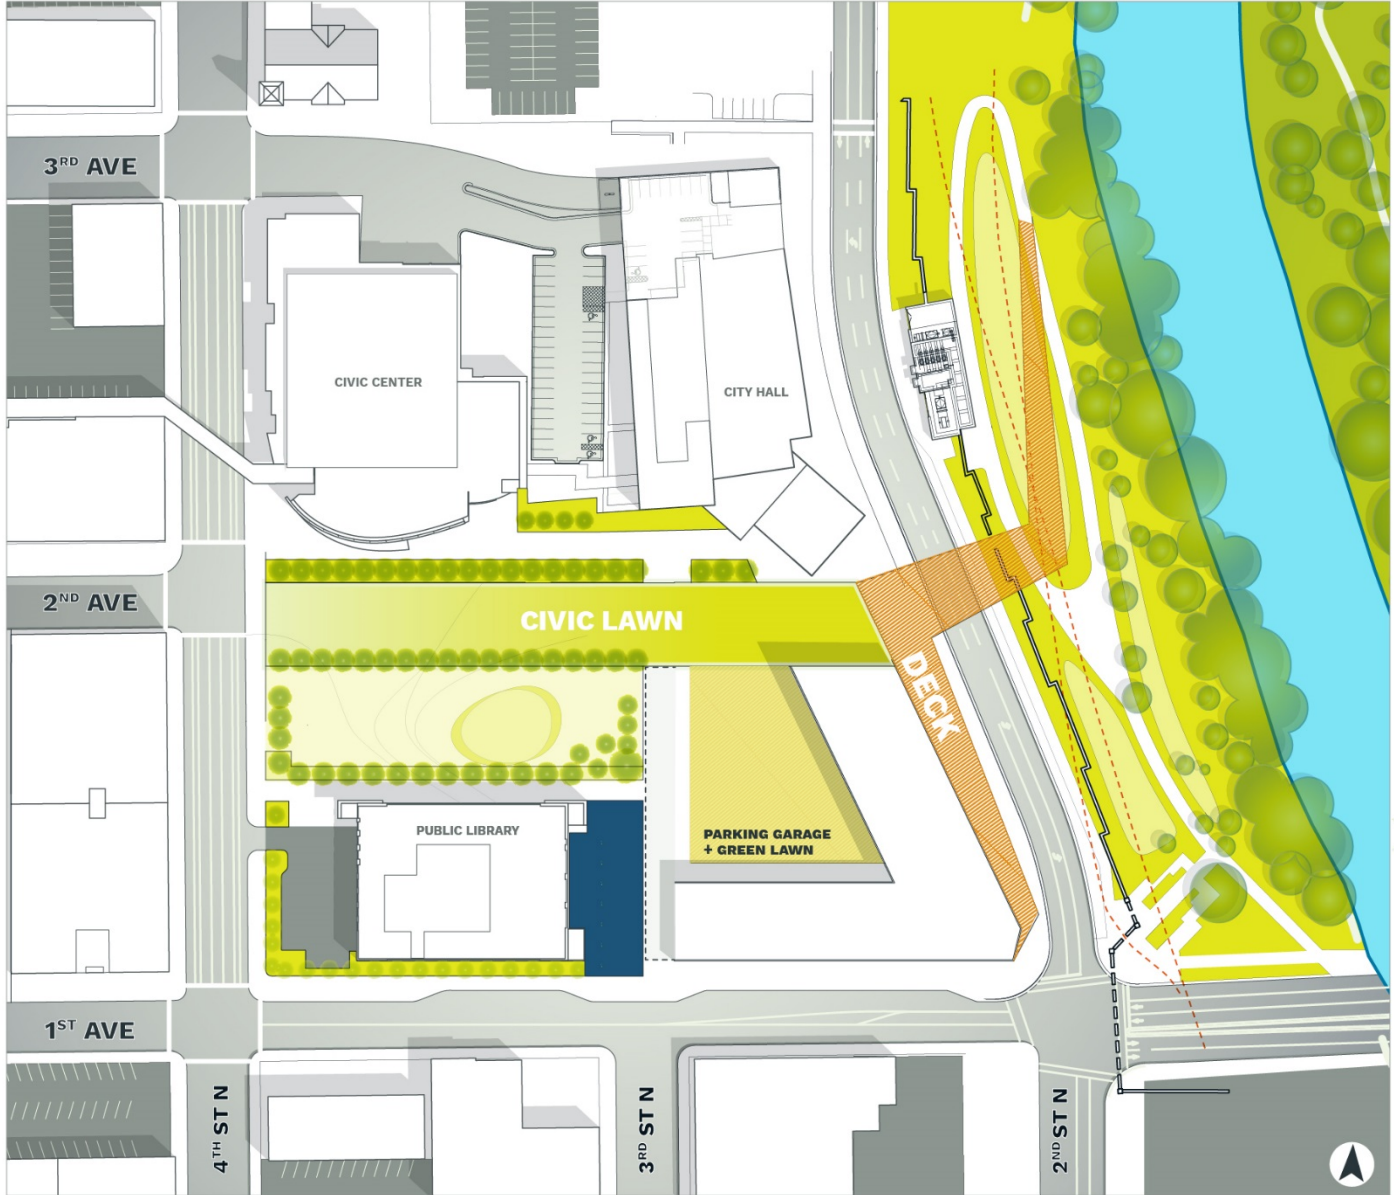 3RD AVE
CIVIC CENTER
CITY HALL
2ND AVE
CIVIC LAWN
DECK
PUBLIC LIBRARY
PARKING GARAGE
+ GREEN LAWN
1ST AVE
4TH ST N
3RD ST N
2ND ST N